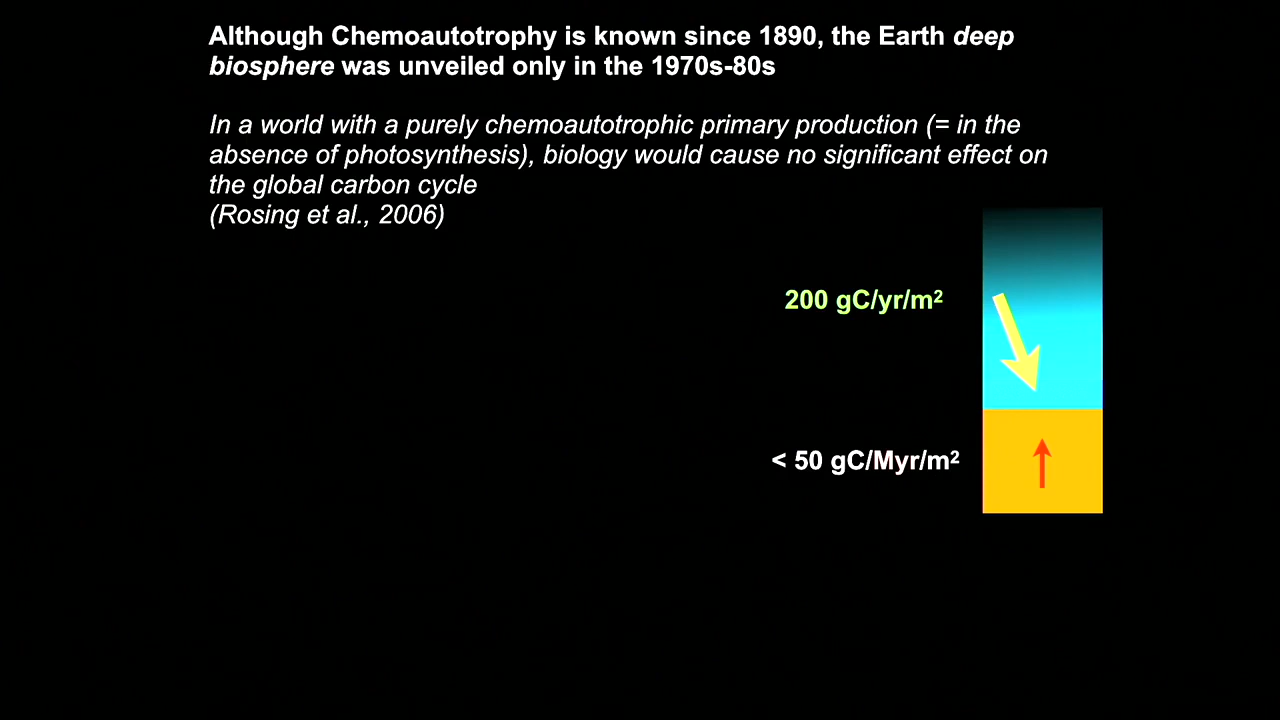 Although Chemoautotrophy is known since 1890, the Earth deep
biosphere was unveiled only in the 1970s-80s
In a world with a purely chemoautotrophic primary production (= in the
absence of photosynthesis), biology would cause no significant effect on
the global carbon cycle
(Rosing et al., 2006)
200 gC/yr/m²
< 50 gC/Myr/m²